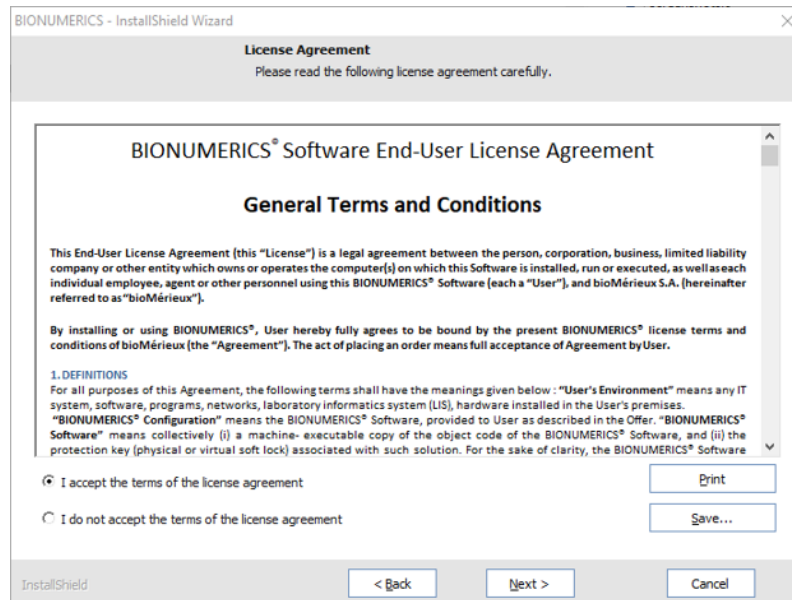 BIONUMERICS - InstallShield Wizard
License Agreement
Please read the following license agreement carefully.
BIONUMERICS® Software End-User License Agreement
General Terms and Conditions
This End-User License Agreement (this “License”) is a legal agreement between the person, corporation, business, limited liability
company or other entity which owns or operates the computer(s) on which this Software is installed, run or executed, as well as each
individual employee, agent or other personnel using this BIONUMERICS® Software (each a “User”), and bioMérieux S.A. (hereinafter
referred to as “bioMérieux”).
By installing or using BIONUMERICS®, User hereby fully agrees to be bound by the present BIONUMERICS® license terms and
conditions of bioMérieux (the “Agreement”). The act of placing an order means full acceptance of Agreement by User.
1. DEFINITIONS
For all purposes of this Agreement, the following terms shall have the meanings given below : “User's Environment” means any IT
system, software, programs, networks, laboratory informatics system (LIS), hardware installed in the User's premises.
“BIONUMERICS® Configuration” means the BIONUMERICS® Software, provided to User as described in the Offer. “BIONUMERICS®
Software” means collectively (i) a machine- executable copy of the object code of the BIONUMERICS® Software, and (ii) the
protection key (physical or virtual soft lock) associated with such solution. For the sake of clarity, the BIONUMERICS® Software
I accept the terms of the license agreement
Print
I do not accept the terms of the license agreement
Save...
InstallShield
< Back
Next >
Cancel